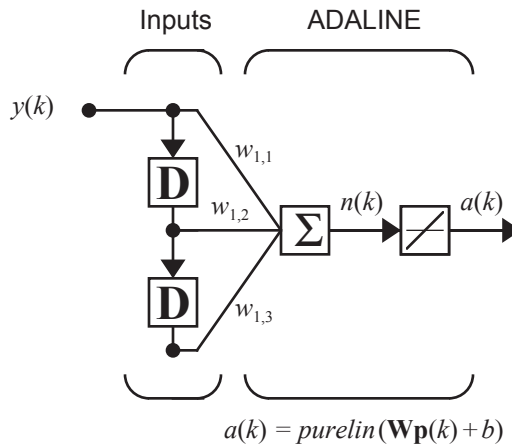 Inputs ADALINE
y(k)
w1,1
D
w1,2 Σ n(k) a(k)
D
w1,3
a(k) = purelin(Wp(k) + b)